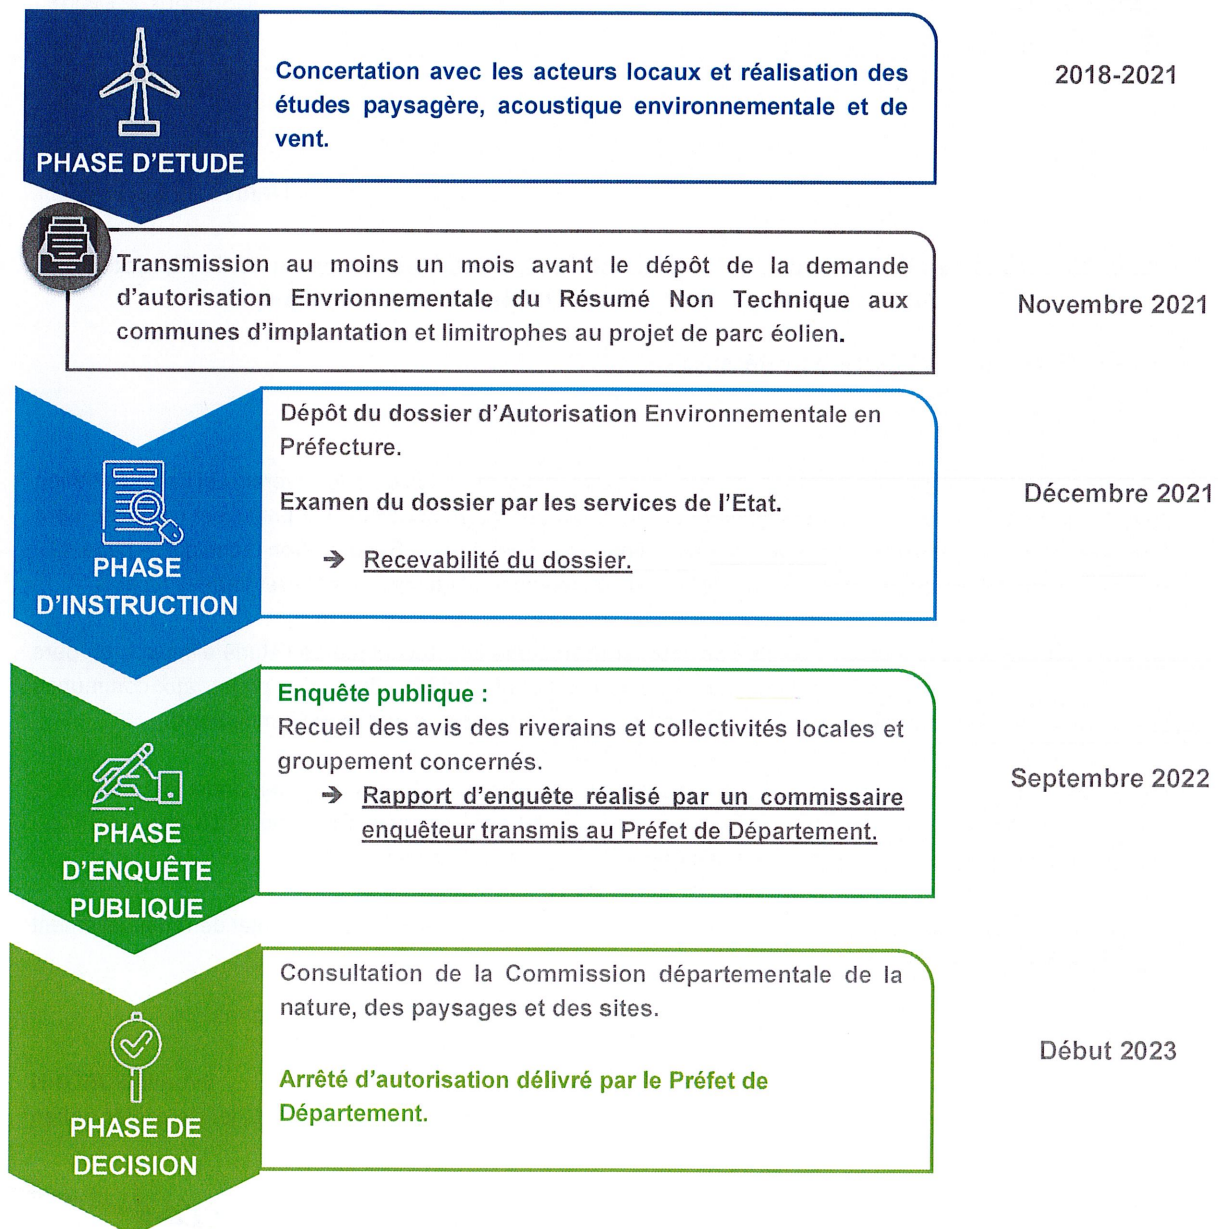 PHASE D'ETUDE
Concertation avec les acteurs locaux et réalisation des
études paysagère, acoustique environnementale et de
vent.
2018-2021
Transmission au moins un mois avant le dépôt de la demande
d'autorisation Envrionnementale du Résumé Non Technique aux
communes d'implantation et limitrophes au projet de parc éolien.
Novembre 2021
PHASE
D'INSTRUCTION
Dépôt du dossier d'Autorisation Environnementale en
Préfecture.
Examen du dossier par les services de l'Etat.
→ Recevabilité du dossier.
Décembre 2021
PHASE
D'ENQUÊTE
PUBLIQUE
Enquête publique :
Recueil des avis des riverains et collectivités locales et
groupement concernés.
→ Rapport d'enquête réalisé par un commissaire
enquêteur transmis au Préfet de Département.
Septembre 2022
PHASE DE
DECISION
Consultation de la Commission départementale de la
nature, des paysages et des sites.
Arrêté d'autorisation délivré par le Préfet de
Département.
Début 2023